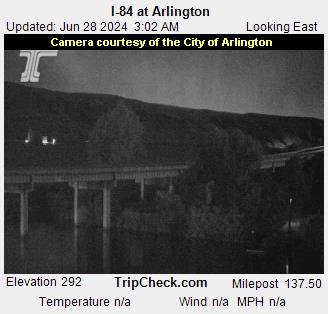 I-84 at Arlington
Updated: Jun 28 2024 3:02 AM Looking East
Camera courtesy of the City of Arlington
Elevation 292 TripCheck.com Milepost 137.50
Temperature n/a Wind n/a MPH n/a